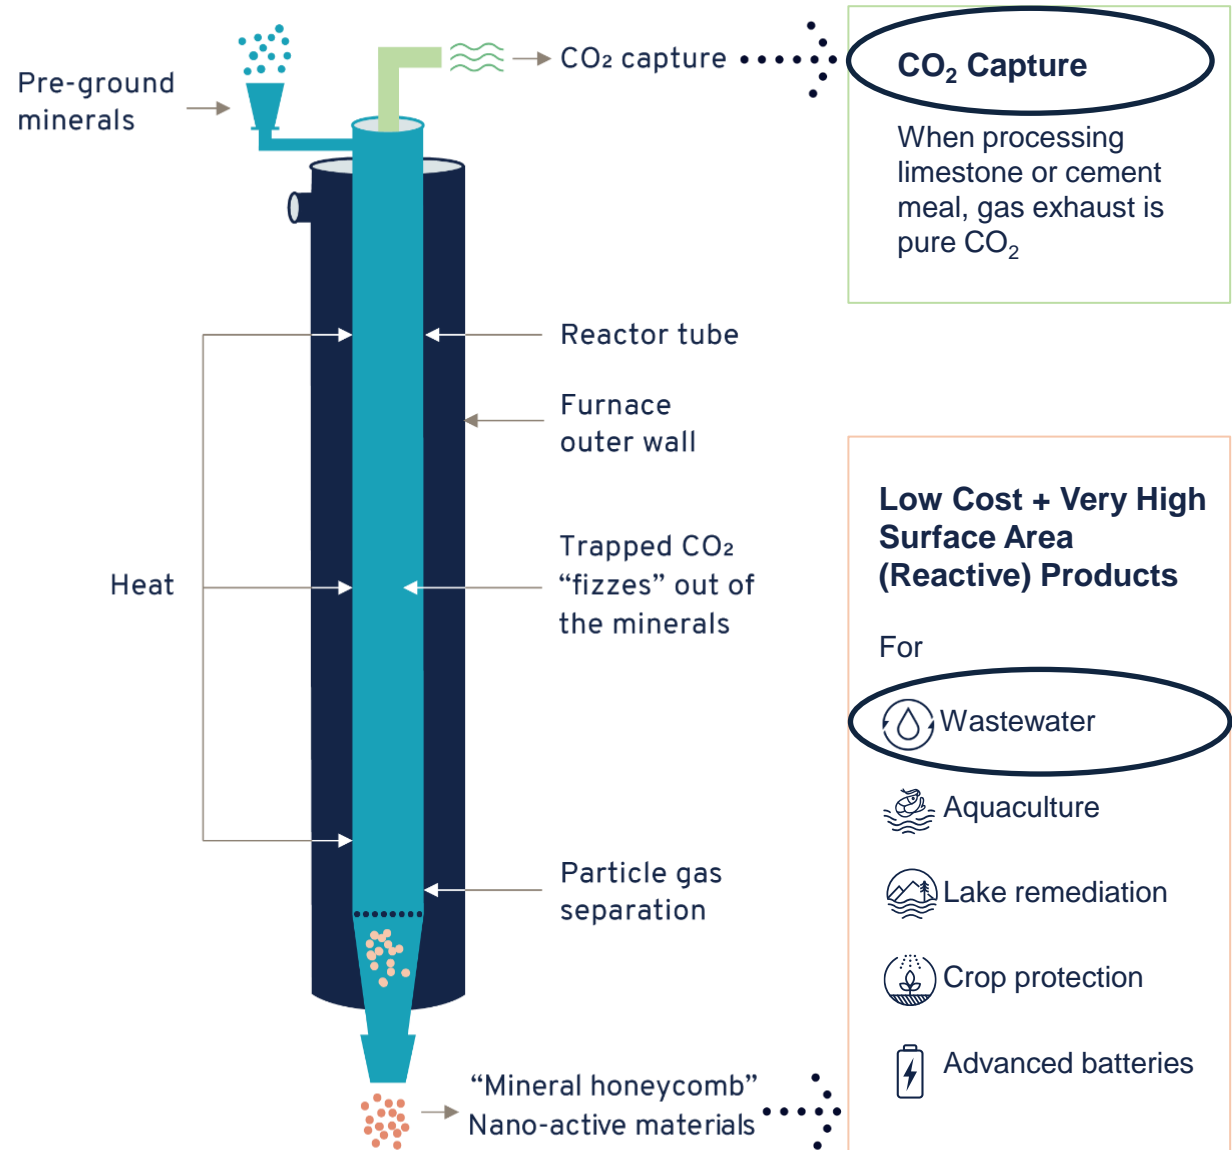 Pre-ground
minerals
CO₂ capture
CO₂ Capture
When processing
limestone or cement
meal, gas exhaust is
pure CO₂
Reactor tube
Furnace
outer wall
Heat
Trapped CO₂
“fizzes” out of
the minerals
Particle gas
separation
“Mineral honeycomb”
Nano-active materials
Low Cost + Very High
Surface Area
(Reactive) Products
For
Wastewater
Aquaculture
Lake remediation
Crop protection
Advanced batteries